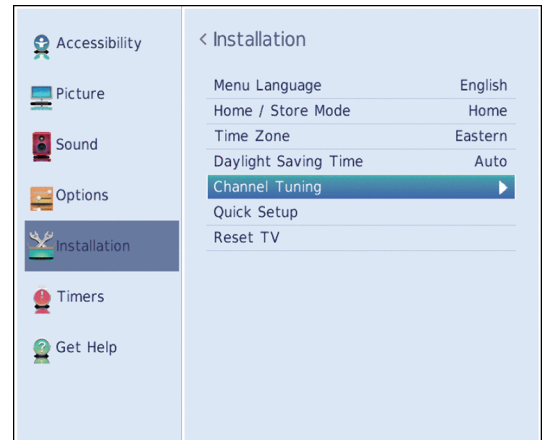 Accessibility
Picture
Sound
Options
Installation
Timers
Get Help
< Installation
Menu Language English
Home / Store Mode Home
Time Zone Eastern
Daylight Saving Time Auto
Channel Tuning
Quick Setup
Reset TV